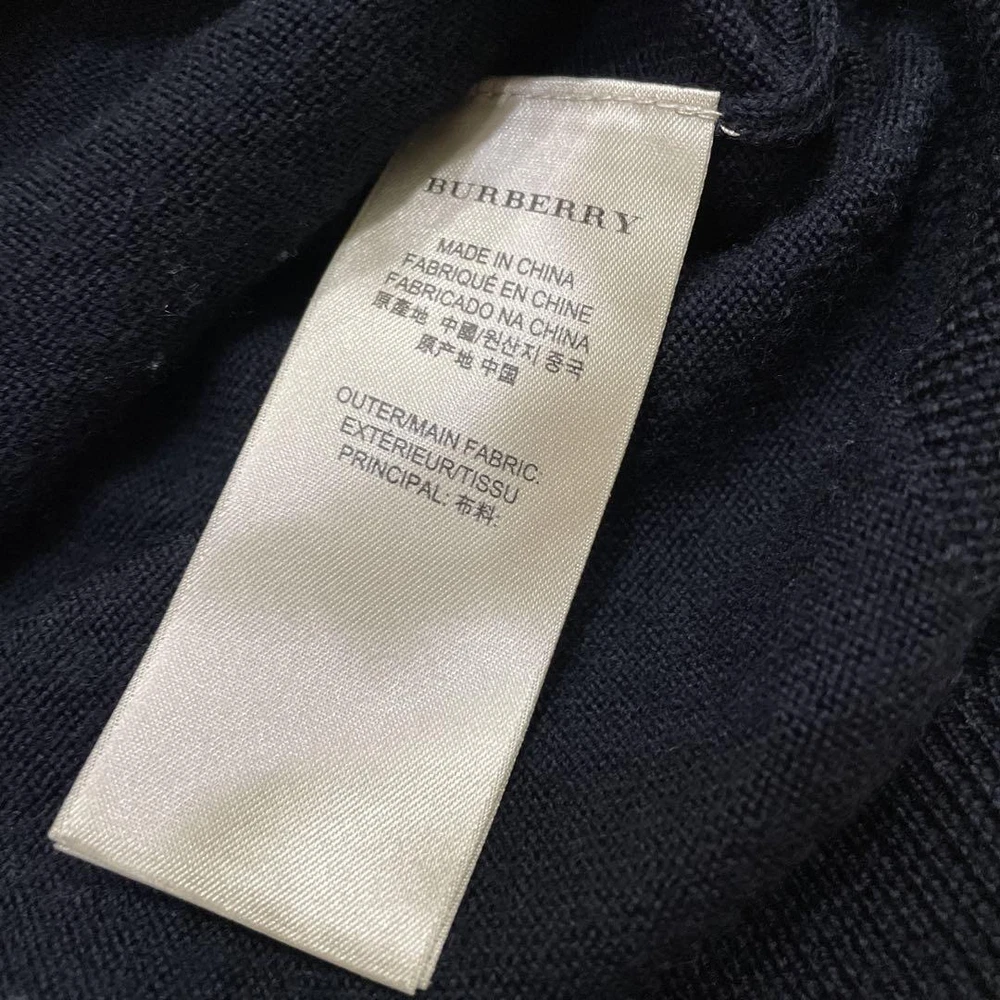 BURBERRY
MADE IN CHINA
FABRIQUÉ EN CHINE
FABRICADO NA CHINA
原產地 中國/원산지 중국
原产地 中国
OUTER/MAIN FABRIC.
EXTERIEUR/TISSU
PRINCIPAL. 布料: